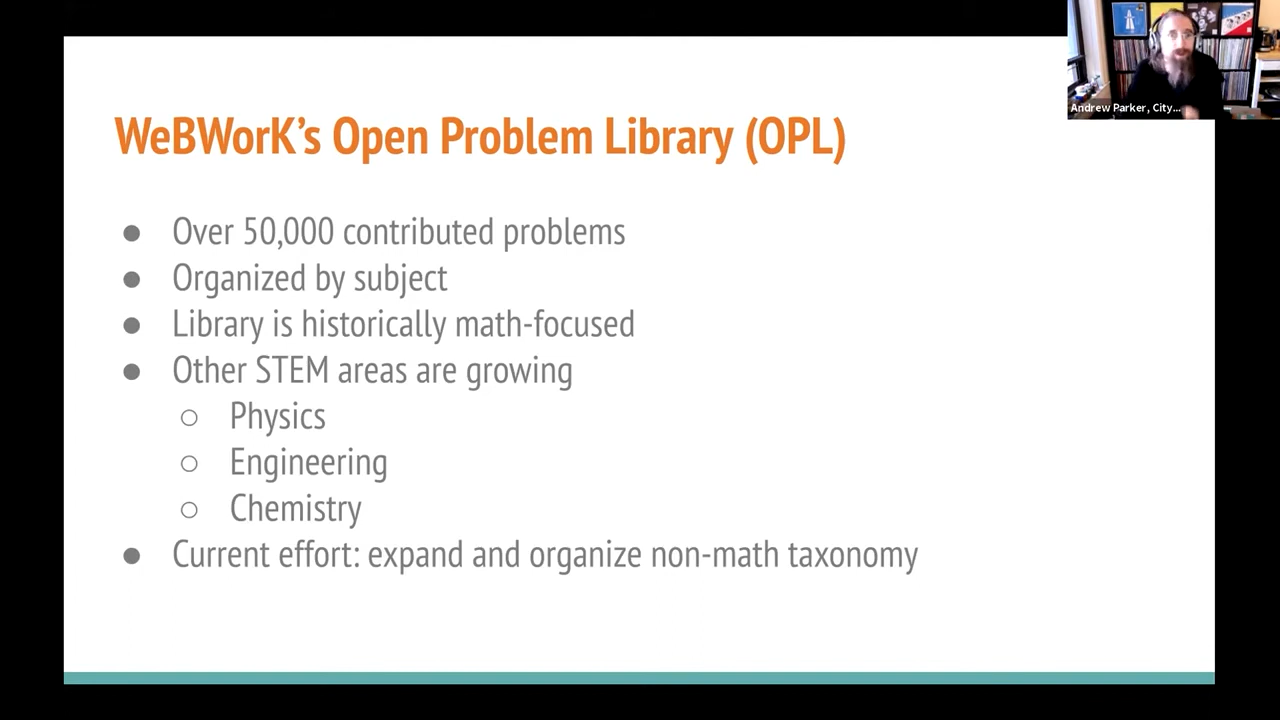 Andrew Parker, City...
WeBWorK's Open Problem Library (OPL)
● Over 50,000 contributed problems
● Organized by subject
● Library is historically math-focused
● Other STEM areas are growing
○ Physics
○ Engineering
○ Chemistry
● Current effort: expand and organize non-math taxonomy